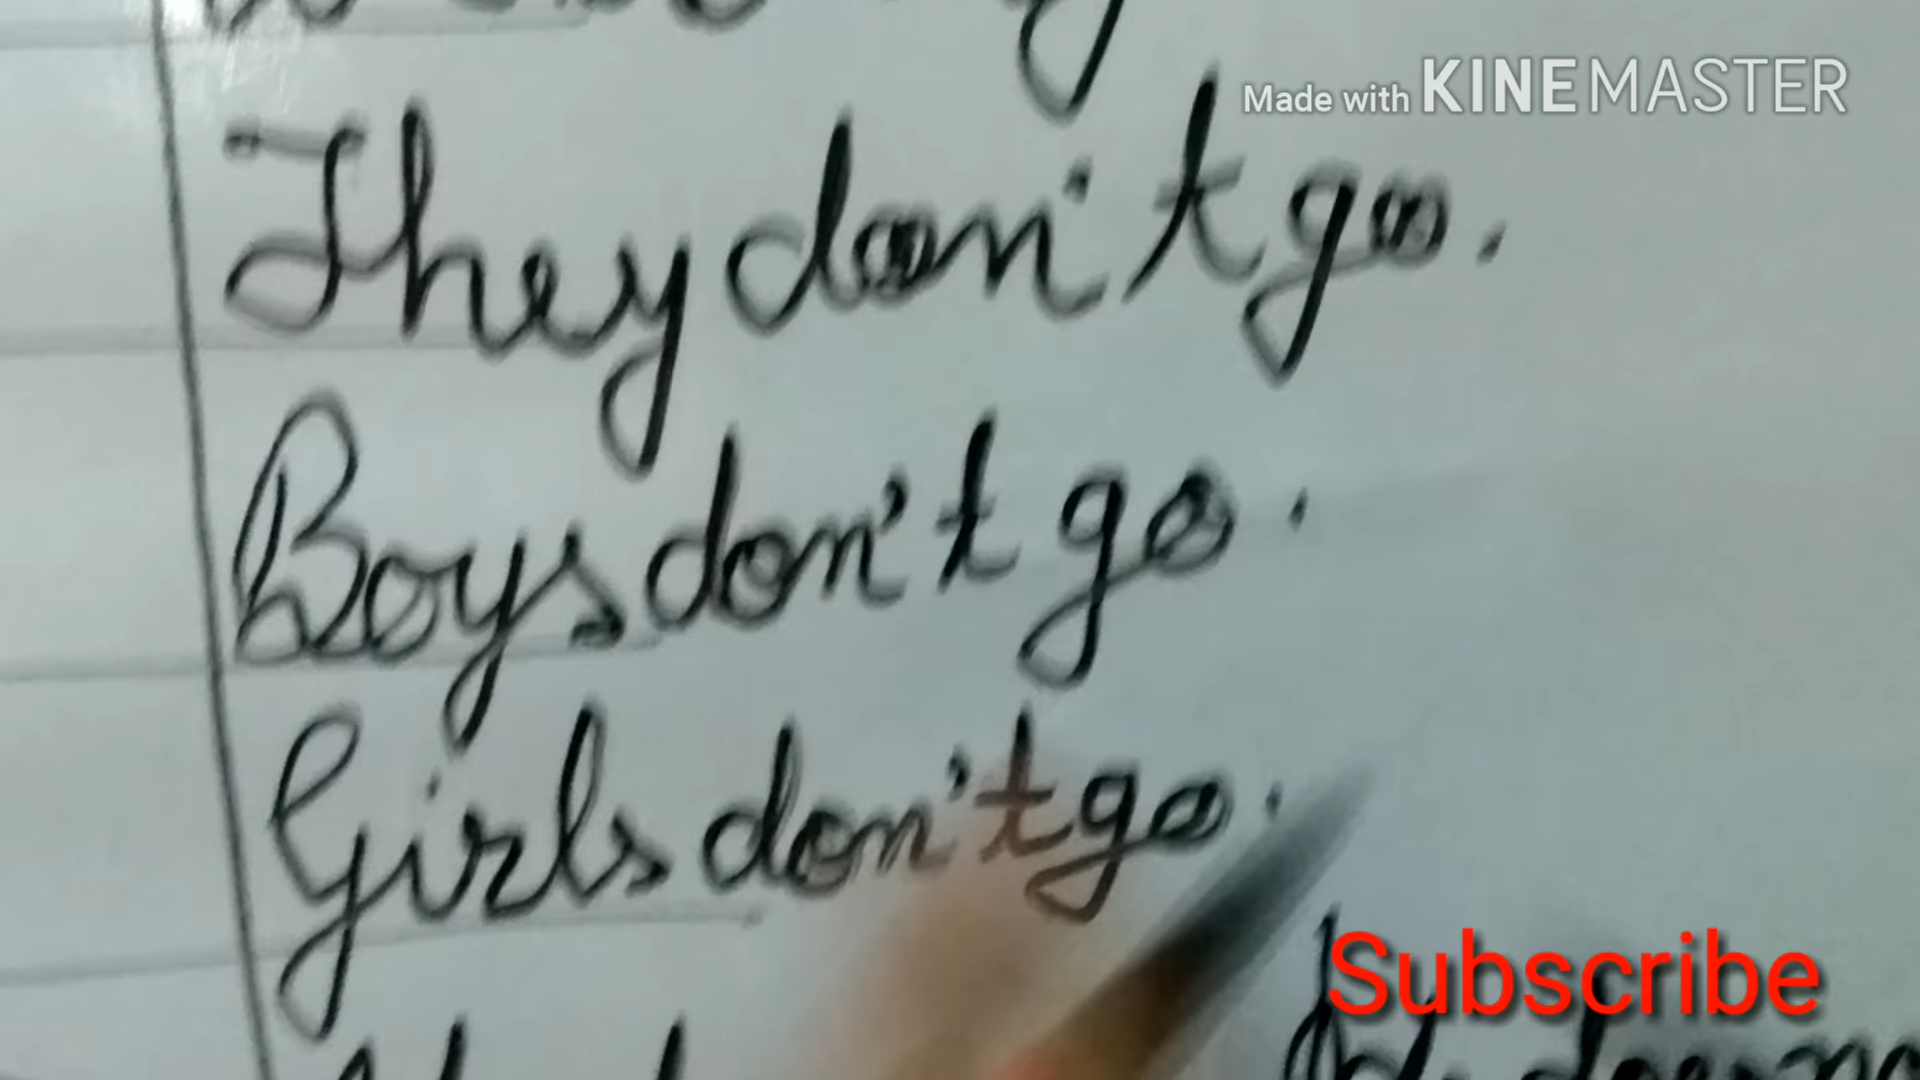 Made with KINEMASTER
They don't go.
Boys don't go.
Girls don't go.
Subscribe